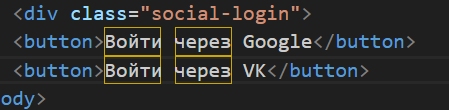 <div class="social-login">
<button>Войти через Google</button>
<button>Войти через VK</button>
ody>